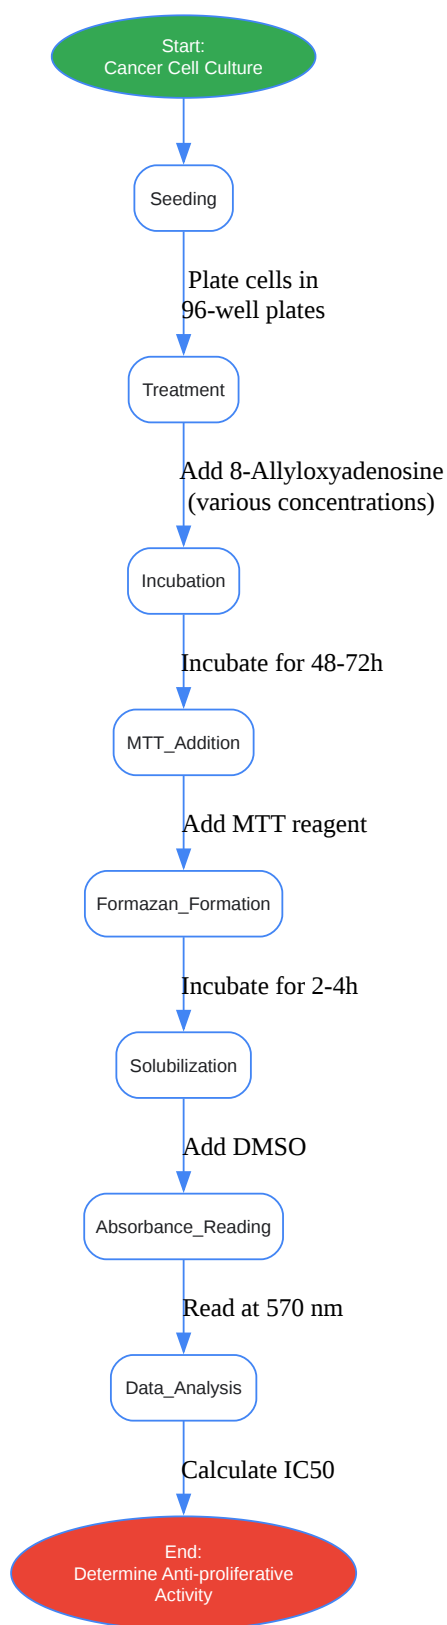 Start:
Cancer Cell Culture
Seeding
Plate cells in
96-well plates
Treatment
Add 8-Allyloxyadenosine
(various concentrations)
Incubation
Incubate for 48-72h
MTT_Addition
Add MTT reagent
Formazan_Formation
Incubate for 2-4h
Solubilization
Add DMSO
Absorbance_Reading
Read at 570 nm
Data_Analysis
Calculate IC50
End:
Determine Anti-proliferative
Activity